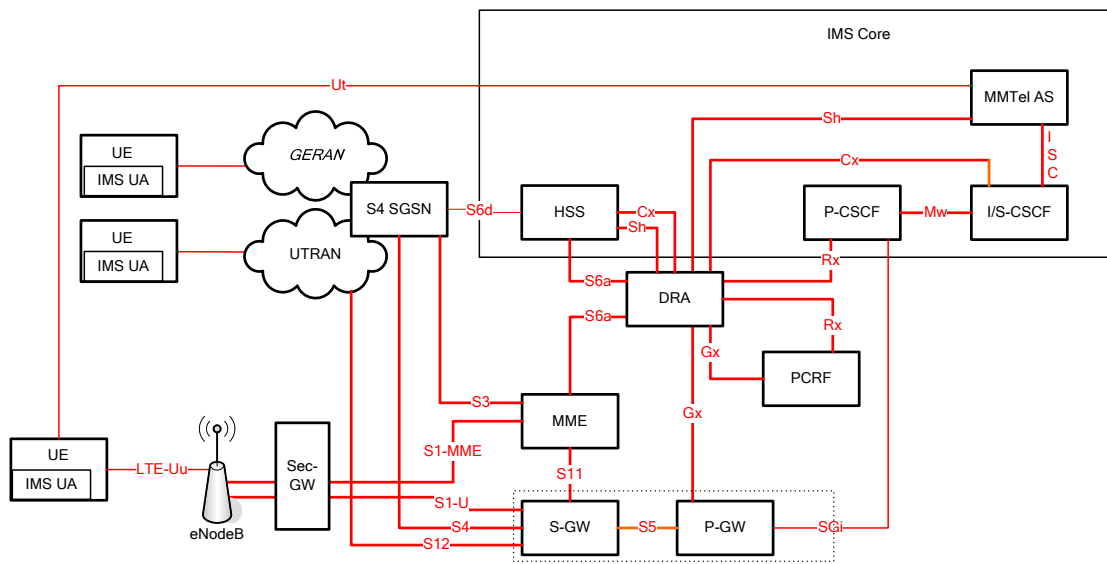 IMS Core
Ut
MMTel AS
Sh
UE
GERAN
I
S
C
IMS UA
Cx
S4 SGSN
S6d
HSS
Cx
P-CSCF
Mw
I/S-CSCF
Sh
UE
UTRAN
IMS UA
Rx
S6a
DRA
S6a
Rx
Gx
PCRF
S3
MME
Gx
UE
S1-MME
Sec-
GW
LTE-Uu
S11
IMS UA
S1-U
S4
S-GW
S5
P-GW
SGi
eNodeB
S12